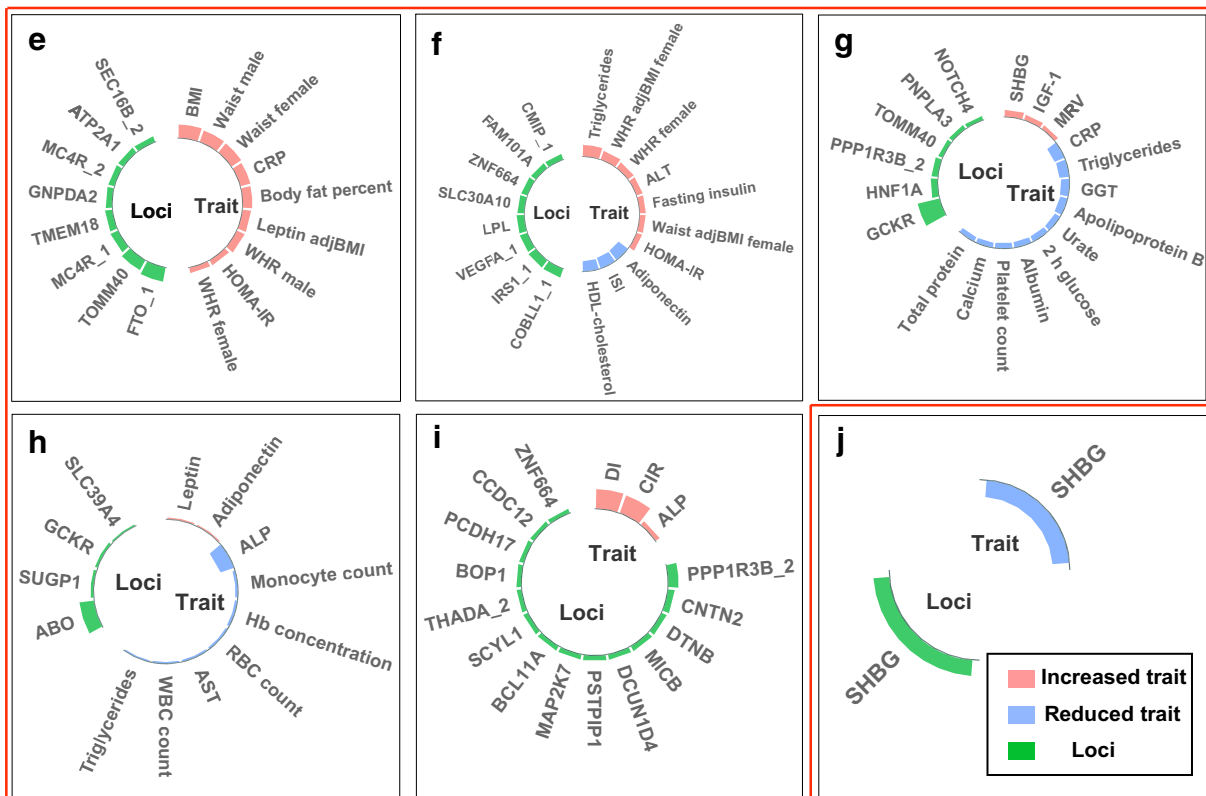 e
SEC16B_2
ATP2A1
MC4R_2
GNPDA2
TMEM18
MC4R_1
TOMM40
FTO_1
BMI
Waist male
Waist female
CRP
Body fat percent
Leptin adjBMI
WHR male
HOMA-IR
WHR female
Loci
Trait
f
CMIP_1
FAM101A
ZNF664
SLC30A10
LPL
VEGFA_1
IRS1_1
COBLL1_1
Triglycerides
WHR adjBMI female
WHR female
ALT
Fasting insulin
Waist adjBMI female
HOMA-IR
Adiponectin
ISI
HDL-cholesterol
Loci
Trait
g
NOTCH4
PNPLA3
TOMM40
PPP1R3B_2
HNF1A
GCKR
SHBG
IGF-1
MRV
CRP
Triglycerides
GGT
Apolipoprotein B
Urate
2 h glucose
Albumin
Platelet count
Calcium
Total protein
Loci
Trait
h
SLC39A4
GCKR
SUGP1
ABO
Leptin
Adiponectin
ALP
Monocyte count
Hb concentration
RBC count
AST
WBC count
Triglycerides
Loci
Trait
i
ZNF664
CCDC12
PCDH17
BOP1
THADA_2
SCYL1
BCL11A
MAP2K7
PSTPIP1
DCUN1D4
MICB
DTNB
CNTN2
PPP1R3B_2
DI
CIR
ALP
Trait
Loci
j
SHBG
Trait
Loci
SHBG
Increased trait
Reduced trait
Loci